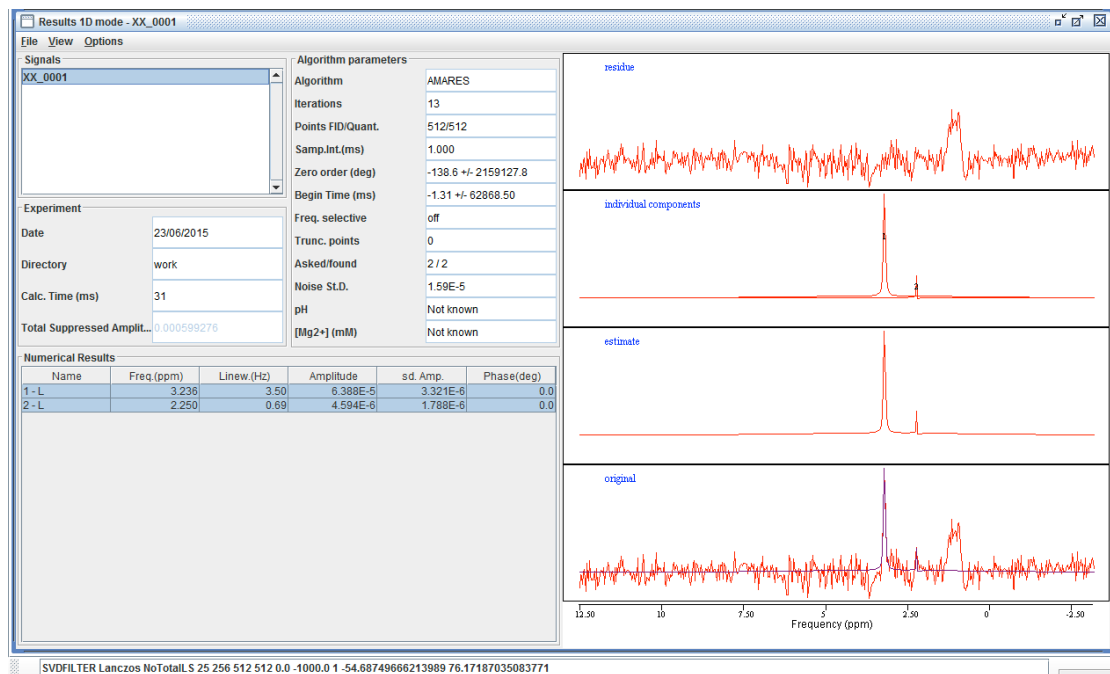 Results 1D mode - XX_0001
File View Options
Signals
XX_0001
Experiment
Date 23/06/2015
Directory work
Calc. Time (ms) 31
Total Suppressed Amplit... 0.000599276
Algorithm parameters
Algorithm AMARES
Iterations 13
Points FID/Quant. 512/512
Samp.Int.(ms) 1.000
Zero order (deg) -138.6 +/- 2159127.8
Begin Time (ms) -1.31 +/- 62868.50
Freq. selective off
Trunc. points 0
Asked/found 2 / 2
Noise St.D. 1.59E-5
pH Not known
[Mg2+] (mM) Not known
Numerical Results
Name Freq.(ppm) Linew.(Hz) Amplitude sd. Amp. Phase(deg)
1 - L 3.236 3.50 6.388E-5 3.321E-6 0.0
2 - L 2.250 0.69 4.594E-6 1.788E-6 0.0
residue
individual components
1
2
estimate
original
12.50 10 7.50 5 2.50 0 -2.50
Frequency (ppm)
SVDFILTER Lanczos NoTotalLS 25 256 512 512 0.0 -1000.0 1 -54.68749666213989 76.17187035083771